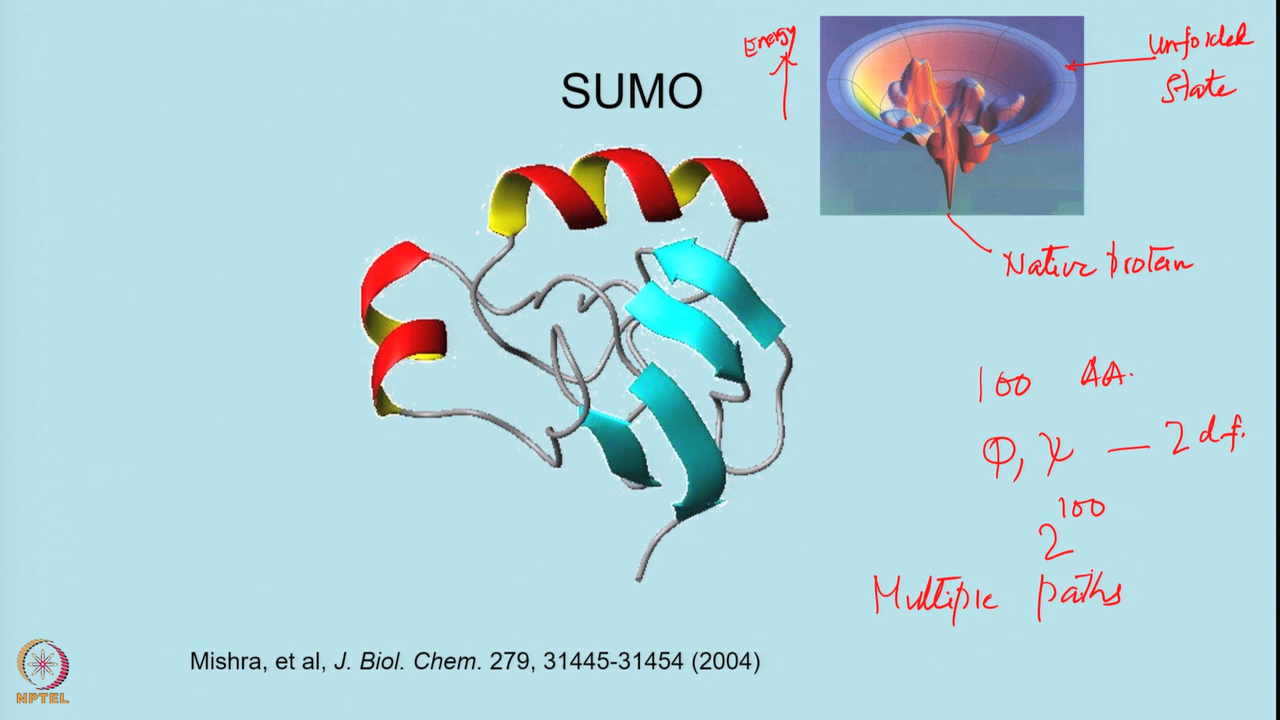 Energy
Unfolded
State
SUMO
Native protein
100 AA.
Φ, ψ — 2 d.f.
2^100
Multiple paths
Mishra, et al, J. Biol. Chem. 279, 31445-31454 (2004)
NPTEL